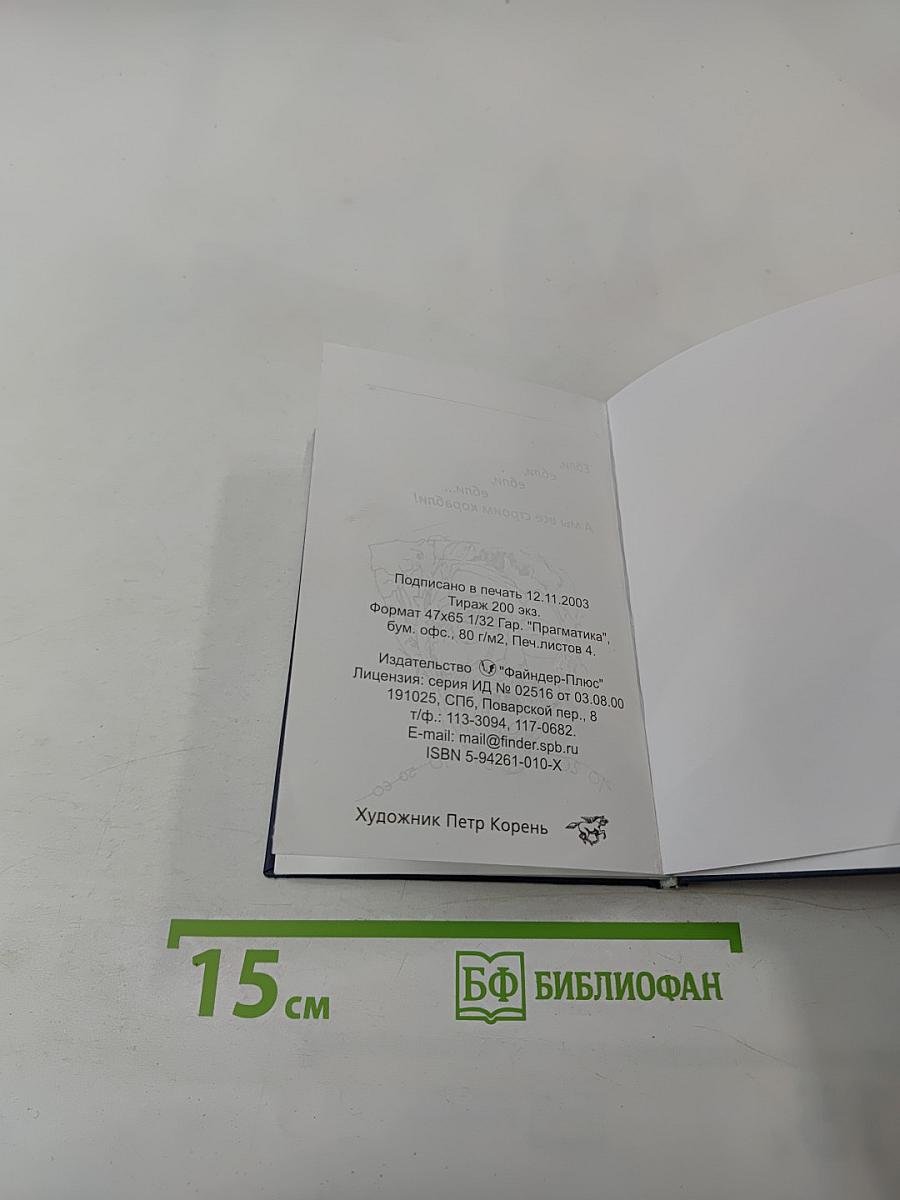 Подписано в печать 12.11.2003
Тираж 200 экз.
Формат 47х65 1/32 Гар. "Прагматика",
бум. офс., 80 г/м2, Печ.листов 4.
Издательство "Файндер-Плюс"
Лицензия: серия ИД № 02516 от 03.08.00
191025, СПб, Поварской пер., 8
т/ф.: 113-3094, 117-0682.
E-mail: mail@finder.spb.ru
ISBN 5-94261-010-X
Художник Петр Корень
15 см
БФ БИБЛИОФАН